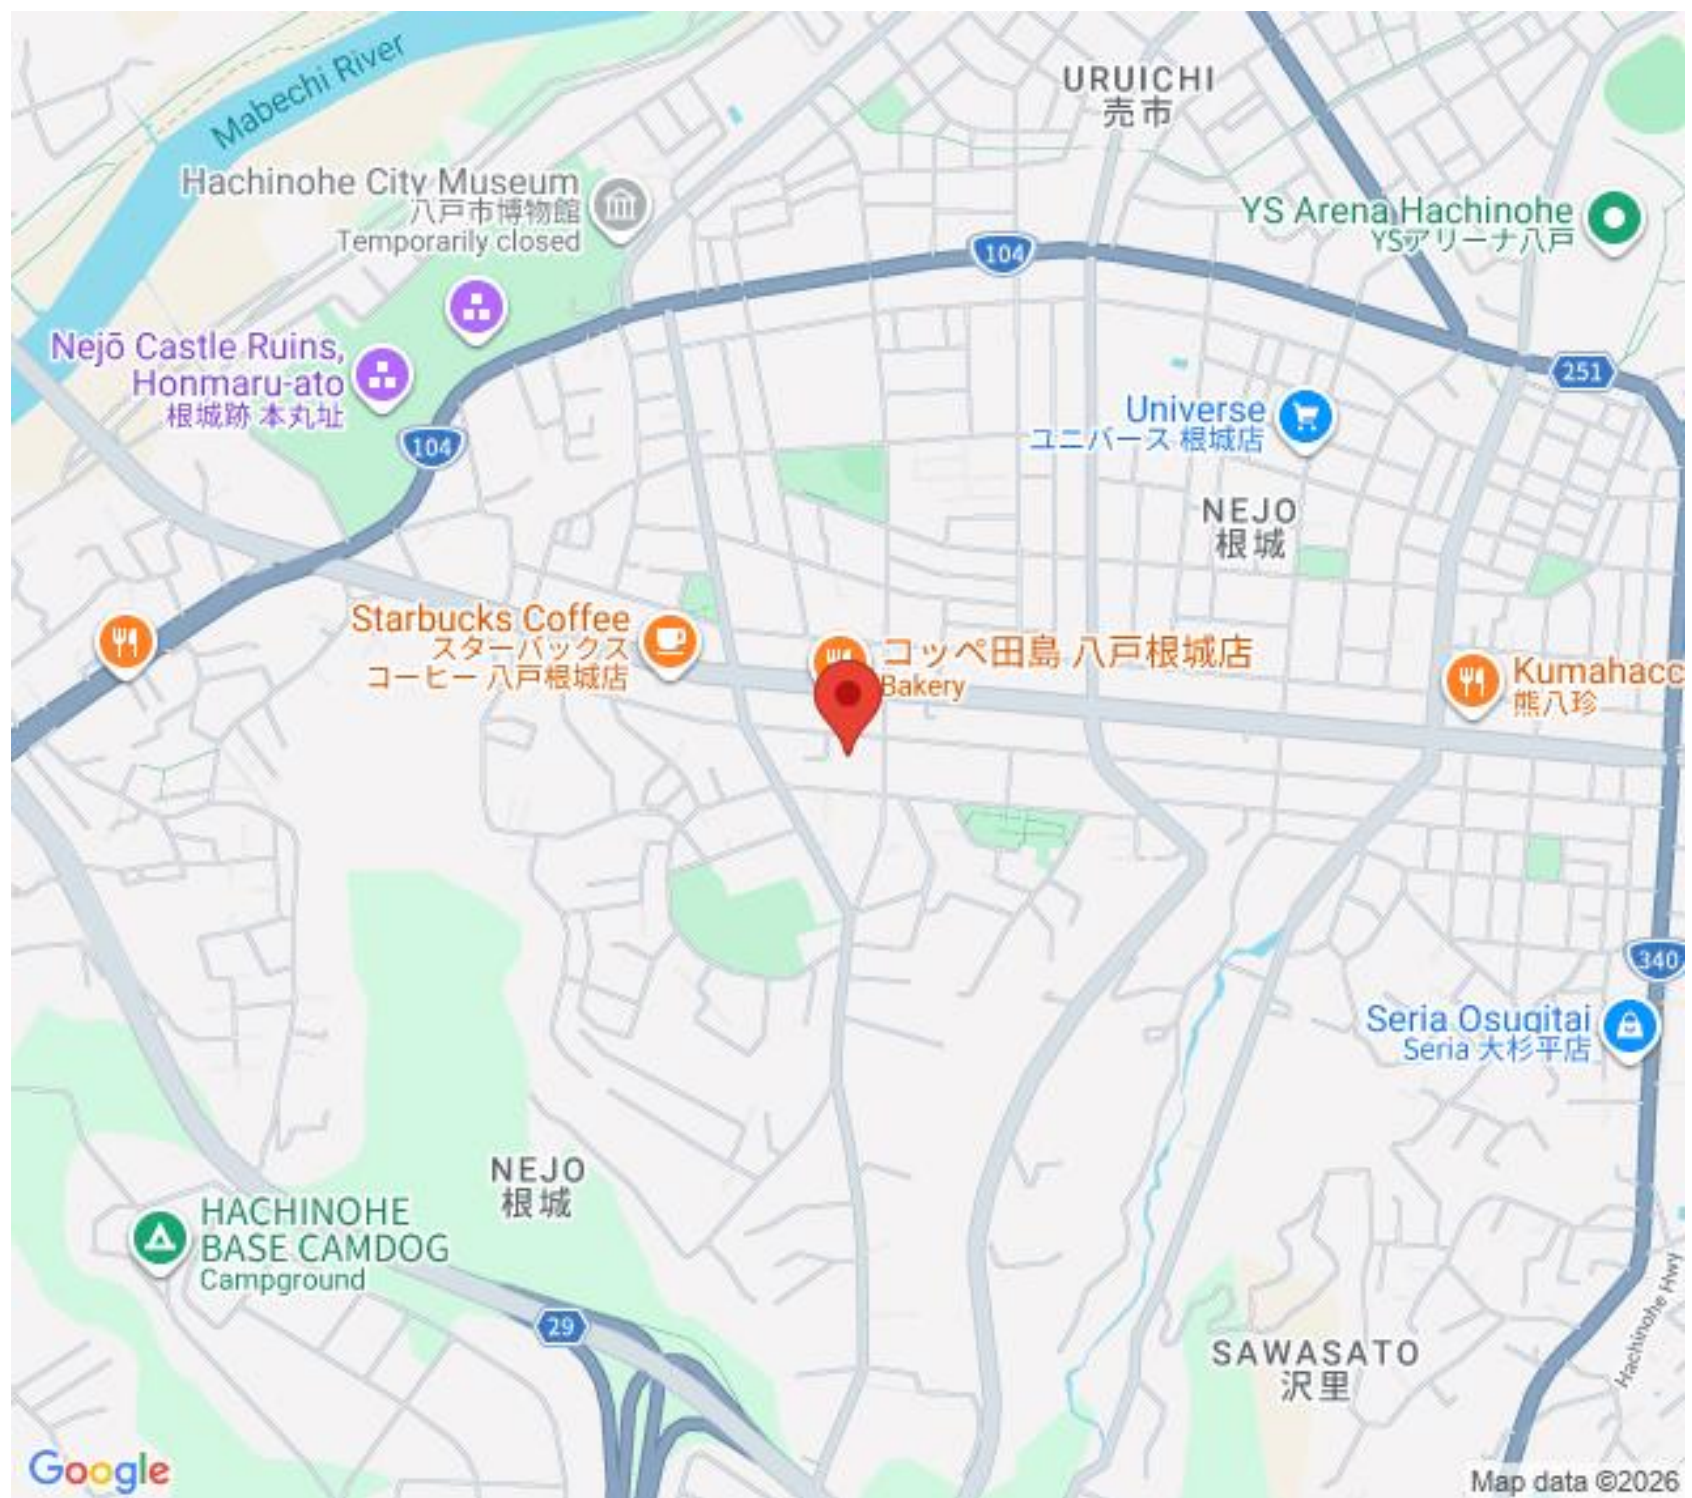 Mabechi River
URUICHI
売市
Hachinohe City Museum
八戸市博物館
Temporarily closed
YS Arena Hachinohe
YSアリーナ八戸
104
Nejō Castle Ruins,
Honmaru-ato
根城跡 本丸址
251
104
Universe
ユニバース 根城店
NEJO
根城
Starbucks Coffee
スターバックス
コーヒー 八戸根城店
コッペ田島 八戸根城店
Bakery
Kumahacc
熊八珍
340
Seria Osugitai
Seria 大杉平店
NEJO
根城
HACHINOHE
BASE CAMDOG
Campground
29
SAWASATO
沢里
Hachinohe Hwy
Google
Map data ©2026